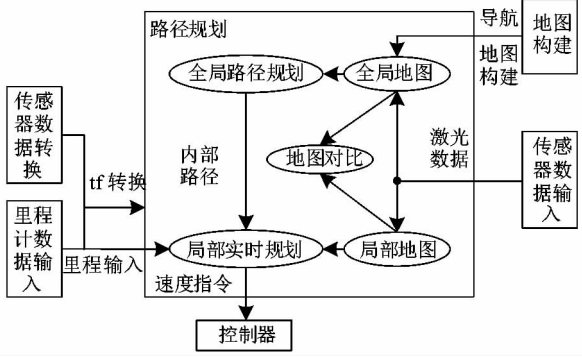 路径规划
导航
地图
构建
地图
构建
全局路径规划
全局地图
传感
器数
据转
换
内部
路径
地图对比
激光
数据
传感
器数
据输
入
tf 转换
里程
计数
据输
入
里程输入
局部实时规划
局部地图
速度指令
控制器